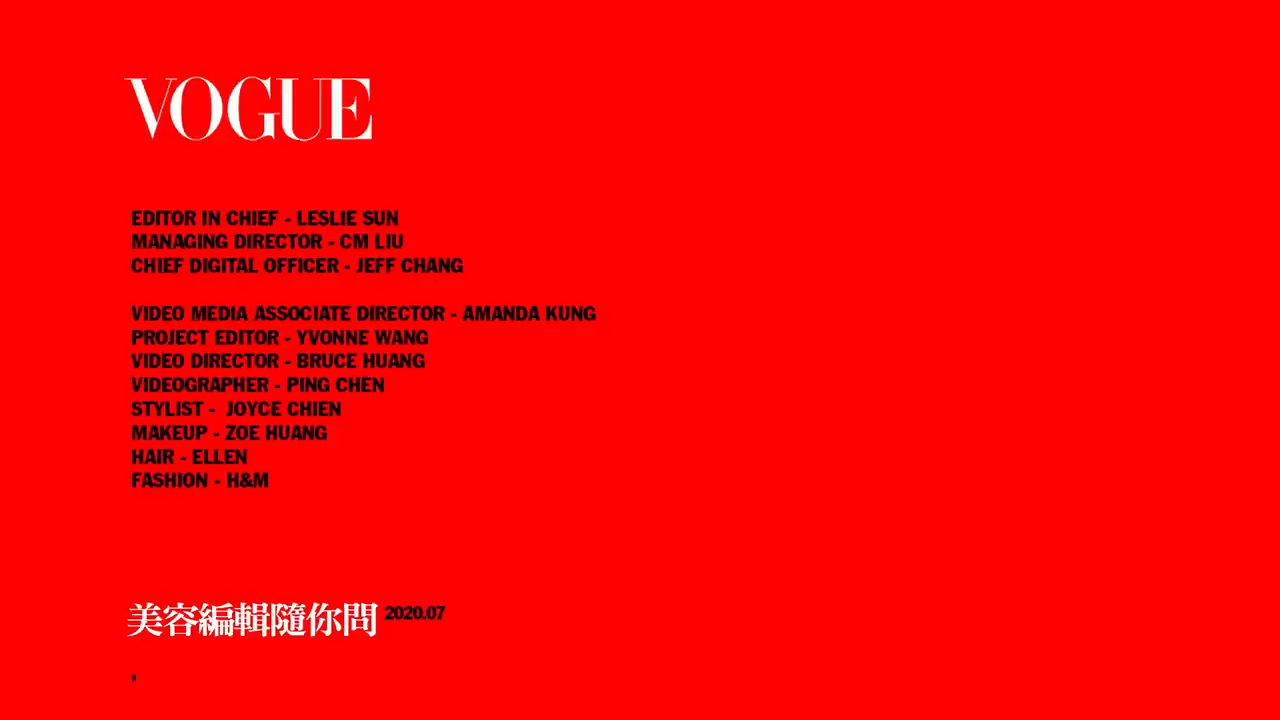 VOGUE
EDITOR IN CHIEF - LESLIE SUN
MANAGING DIRECTOR - CM LIU
CHIEF DIGITAL OFFICER - JEFF CHANG
VIDEO MEDIA ASSOCIATE DIRECTOR - AMANDA KUNG
PROJECT EDITOR - YVONNE WANG
VIDEO DIRECTOR - BRUCE HUANG
VIDEOGRAPHER - PING CHEN
STYLIST -  JOYCE CHIEN
MAKEUP - ZOE HUANG
HAIR - ELLEN
FASHION - H&M
美容編輯隨你問 2020.07
,